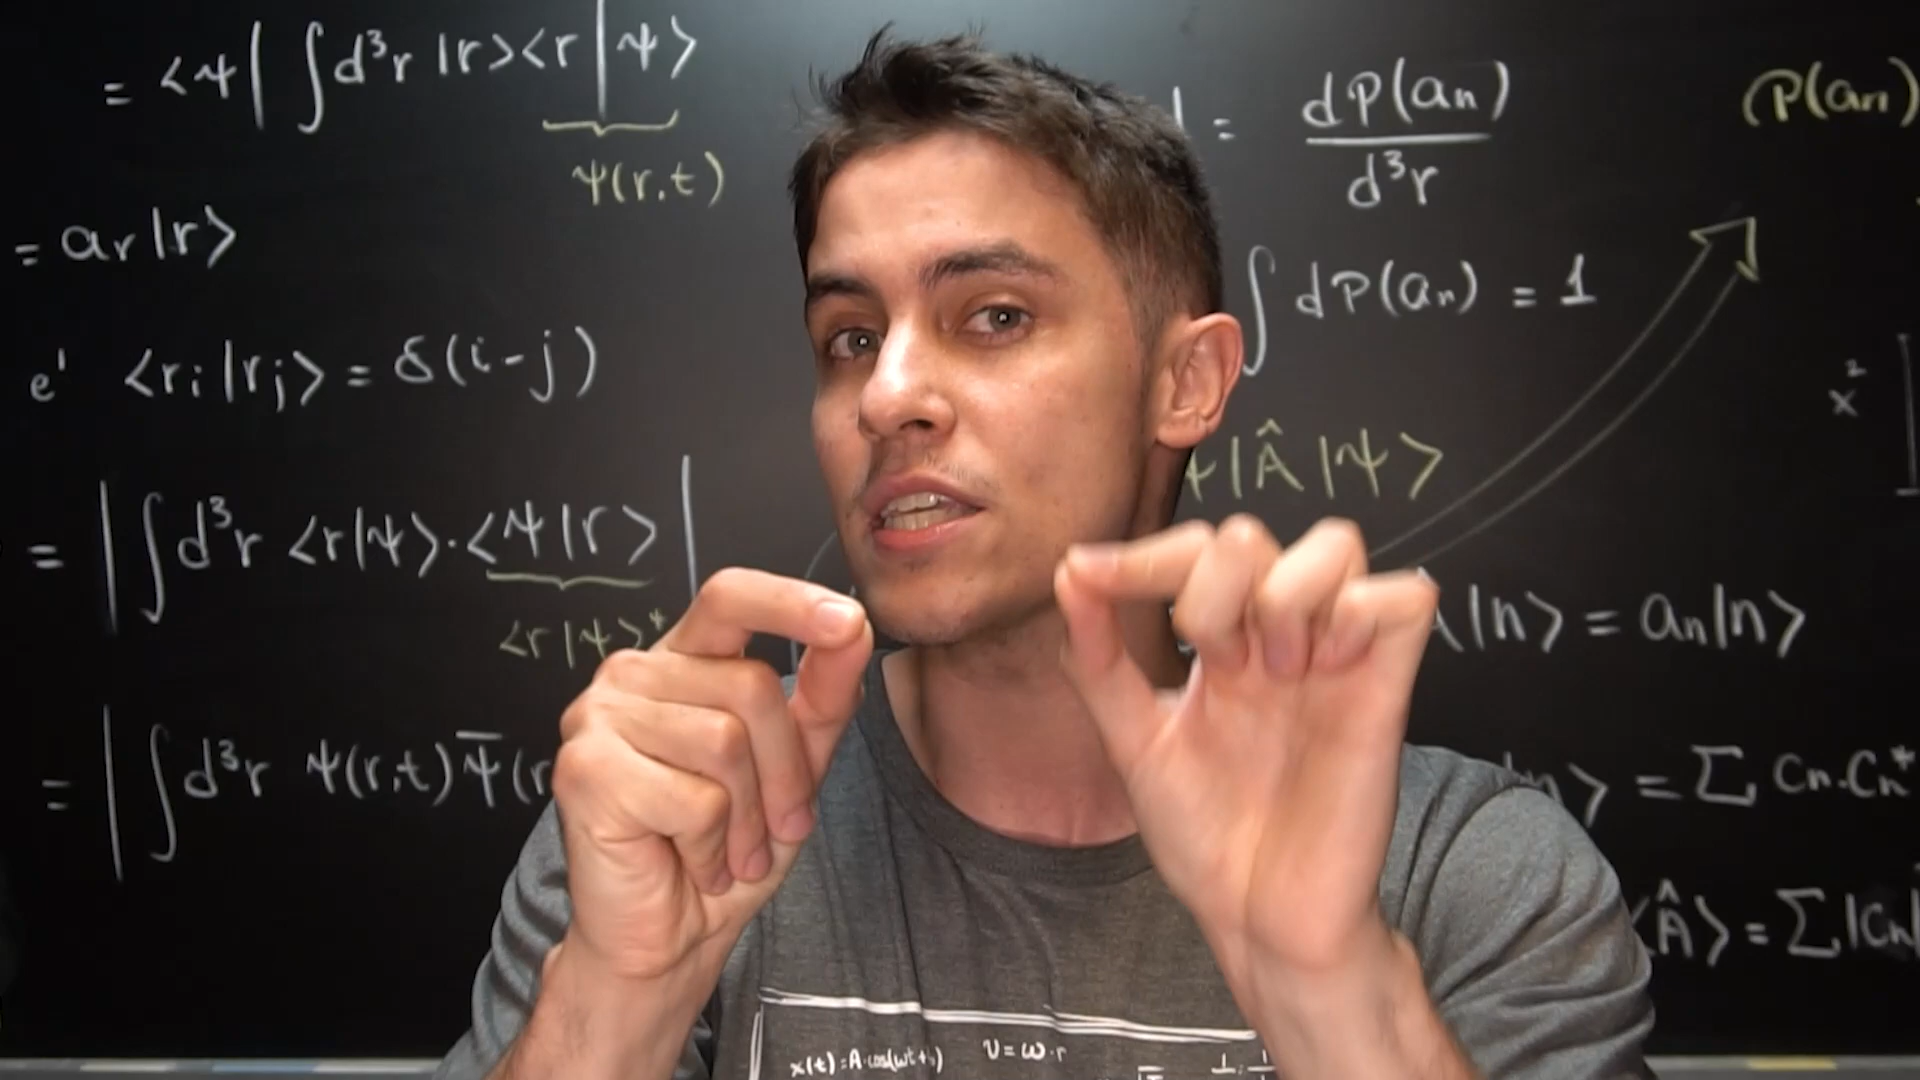 = <ψ| ∫d³r |r><r|ψ>
ψ(r,t)
= ar|r>
e' <ri|rj> = δ(i-j)
= |∫d³r <r|ψ>·<ψ|r>|
<r|ψ>*
= |∫d³r ψ(r,t) ψ̅(r
= dP(an)
d³r
∫dP(an) = 1
P(an)
x²
|Â|ψ>
|n> = an|n>
> = Σ Cn·Cn*
<Â> = Σ|Cn|
x(t)=A·cos(ωt+
v=ω·r